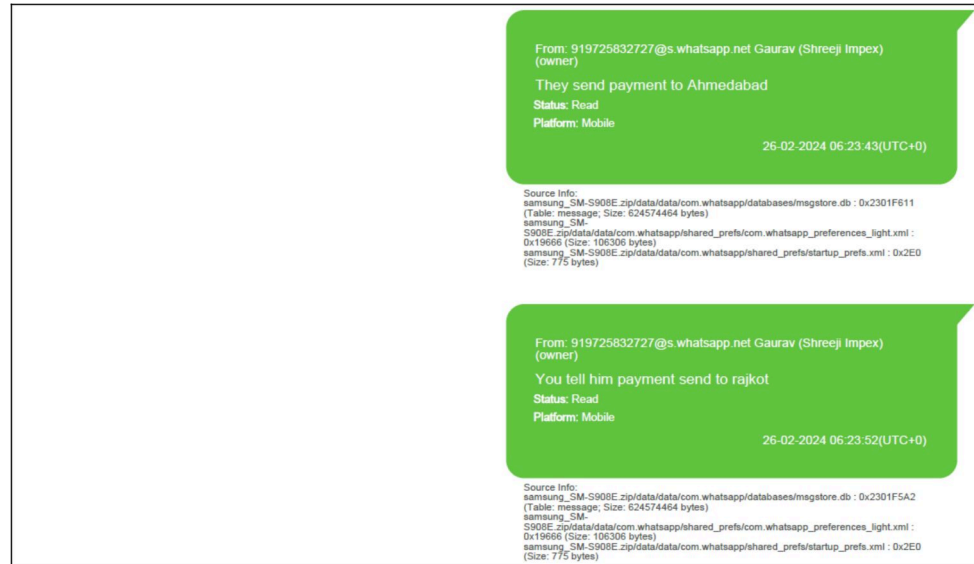 From: 919725832727@s.whatsapp.net Gaurav (Shreeji Impex)
(owner)
They send payment to Ahmedabad
Status: Read
Platform: Mobile
26-02-2024 06:23:43(UTC+0)
Source Info:
samsung_SM-S908E.zip/data/data/com.whatsapp/databases/msgstore.db : 0x2301F611
(Table: message; Size: 624574464 bytes)
samsung_SM-
S908E.zip/data/data/com.whatsapp/shared_prefs/com.whatsapp_preferences_light.xml :
0x19666 (Size: 106306 bytes)
samsung_SM-S908E.zip/data/data/com.whatsapp/shared_prefs/startup_prefs.xml : 0x2E0
(Size: 775 bytes)
From: 919725832727@s.whatsapp.net Gaurav (Shreeji Impex)
(owner)
You tell him payment send to rajkot
Status: Read
Platform: Mobile
26-02-2024 06:23:52(UTC+0)
Source Info:
samsung_SM-S908E.zip/data/data/com.whatsapp/databases/msgstore.db : 0x2301F5A2
(Table: message; Size: 624574464 bytes)
samsung_SM-
S908E.zip/data/data/com.whatsapp/shared_prefs/com.whatsapp_preferences_light.xml :
0x19666 (Size: 106306 bytes)
samsung_SM-S908E.zip/data/data/com.whatsapp/shared_prefs/startup_prefs.xml : 0x2E0
(Size: 775 bytes)